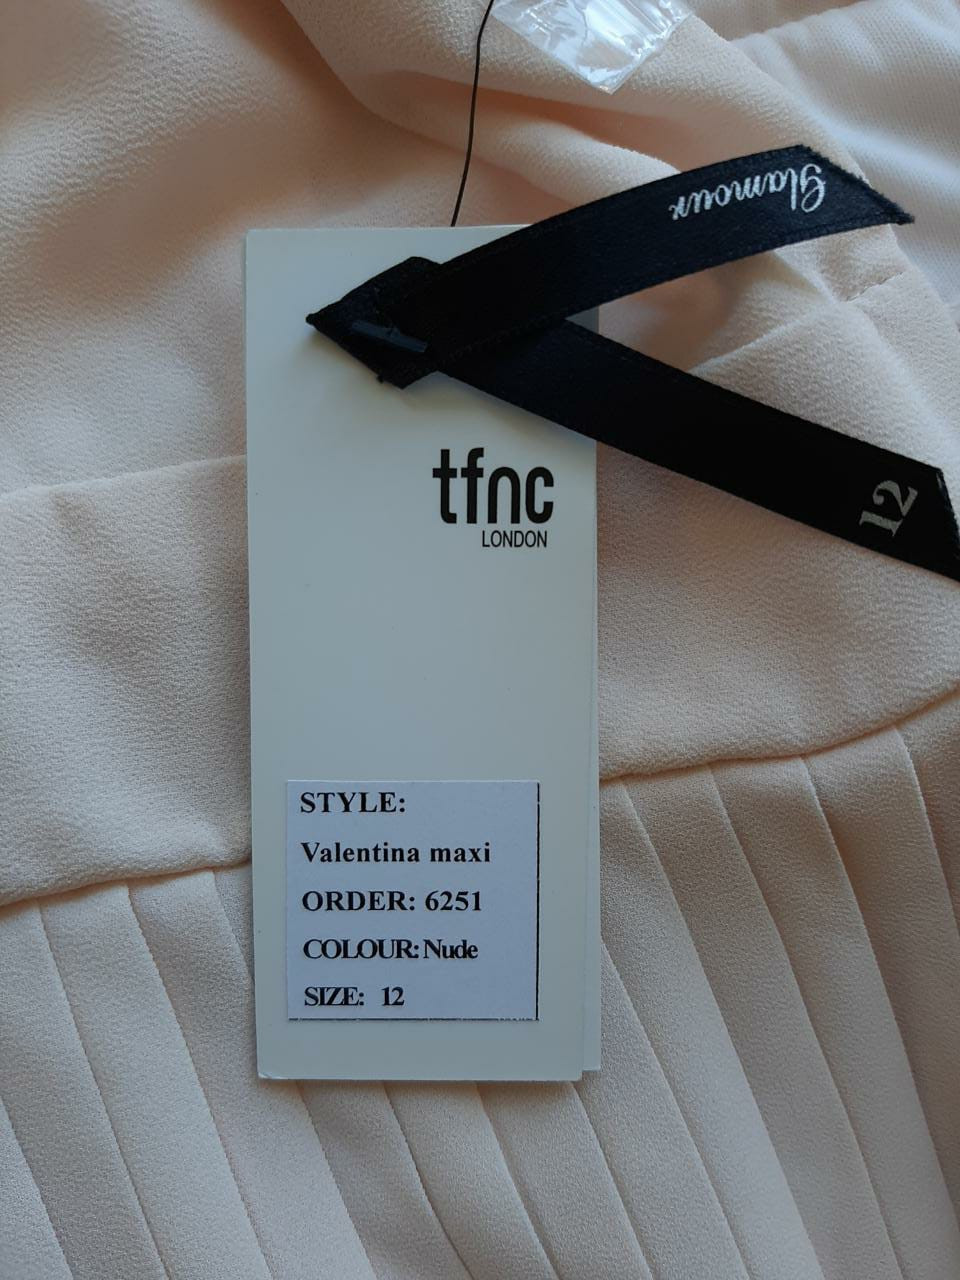 Glamour
12
tfnc
LONDON
STYLE:
Valentina maxi
ORDER: 6251
COLOUR: Nude
SIZE: 12